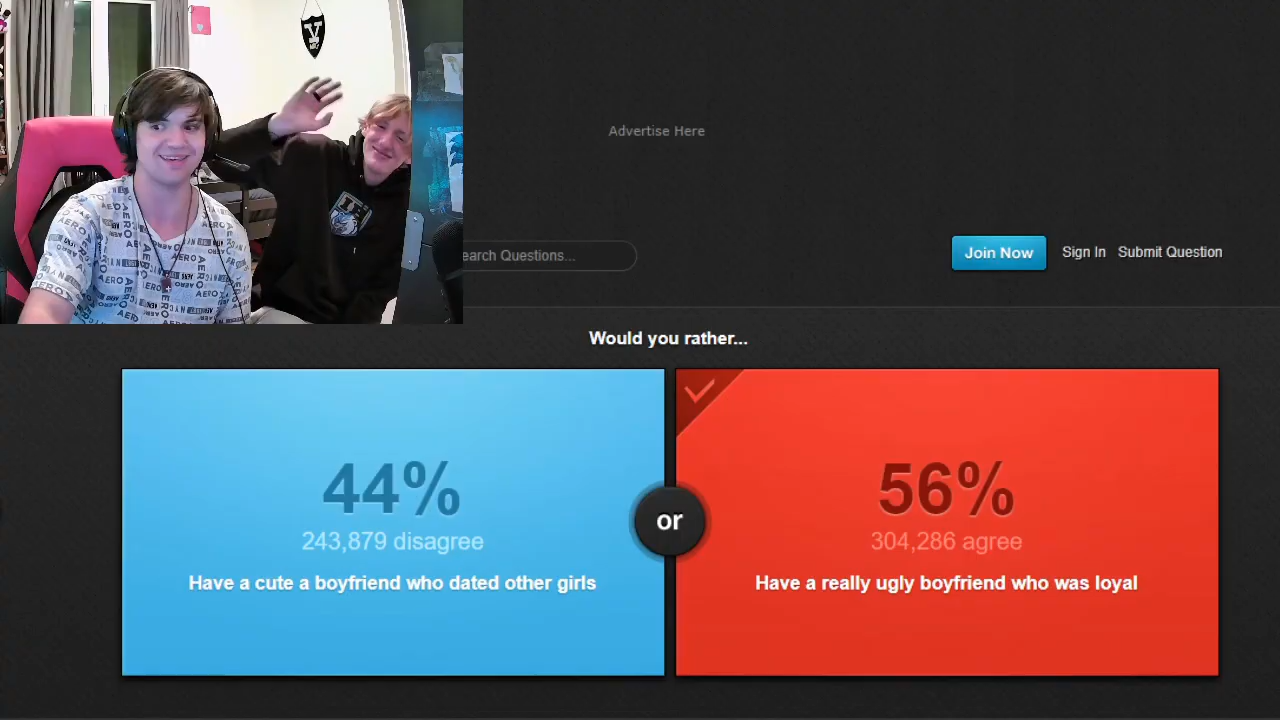 Advertise Here
earch Questions...
Join Now
Sign In
Submit Question
Would you rather...
44%
243,879 disagree
Have a cute a boyfriend who dated other girls
or
56%
304,286 agree
Have a really ugly boyfriend who was loyal